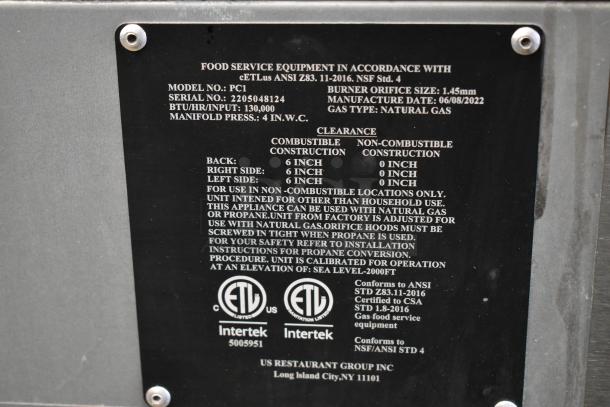 FOOD SERVICE EQUIPMENT IN ACCORDANCE WITH
cETLus ANSI Z83. 11-2016. NSF Std. 4
MODEL NO.: PC1 BURNER ORIFICE SIZE: 1.45mm
SERIAL NO.: 2205048124 MANUFACTURE DATE: 06/08/2022
BTU/HR/INPUT: 130,000 GAS TYPE: NATURAL GAS
MANIFOLD PRESS.: 4 IN.W.C.
CLEARANCE
COMBUSTIBLE NON-COMBUSTIBLE
CONSTRUCTION CONSTRUCTION
BACK: 6 INCH 0 INCH
RIGHT SIDE: 6 INCH 0 INCH
LEFT SIDE: 6 INCH 0 INCH
FOR USE IN NON -COMBUSTIBLE LOCATIONS ONLY.
UNIT INTENED FOR OTHER THAN HOUSEHOLD USE.
THIS APPLIANCE CAN BE USED WITH NATURAL GAS
OR PROPANE.UNIT FROM FACTORY IS ADJUSTED FOR
USE WITH NATURAL GAS.ORIFICE HOODS MUST BE
SCREWED IN TIGHT WHEN PROPANE IS USED.
FOR YOUR SAFETY REFER TO INSTALLATION
INSTRUCTIONS FOR PROPANE CONVERSION.
PROCEDURE. UNIT IS CALIBRATED FOR OPERATION
AT AN ELEVATION OF: SEA LEVEL-2000FT
C ETL US ETL
LISTED SANITATION LISTED
Intertek Intertek
5005951
Conforms to ANSI
STD Z83.11-2016
Certified to CSA
STD 1.8-2016
Gas food service
equipment
Conforms to
NSF/ANSI STD 4
US RESTAURANT GROUP INC
Long Island City,NY 11101